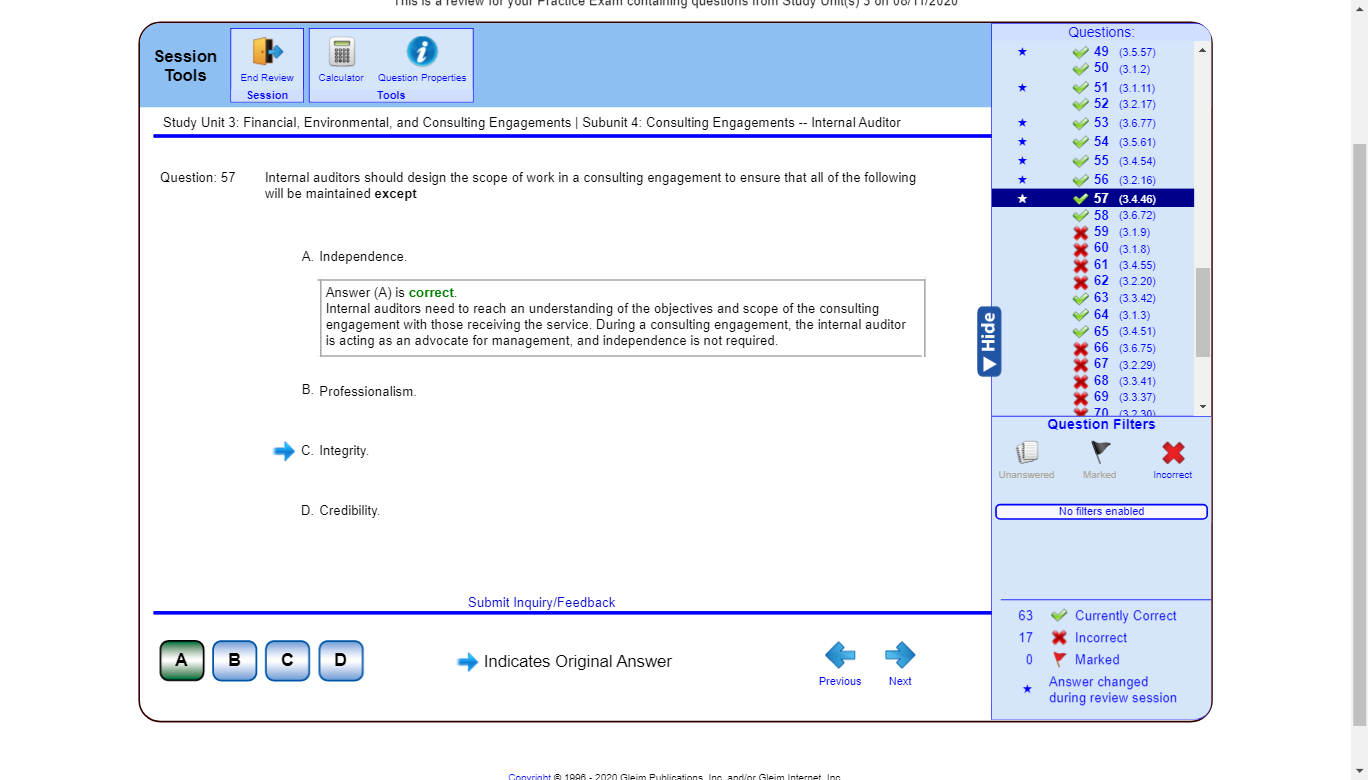 This is a review for your Practice Exam containing questions from Study Unit(s) 3 on 08/11/2020
Session
Tools
End Review
Session
Calculator
Question Properties
Tools
Study Unit 3: Financial, Environmental, and Consulting Engagements | Subunit 4: Consulting Engagements -- Internal Auditor
Question: 57
Internal auditors should design the scope of work in a consulting engagement to ensure that all of the following
will be maintained except
A. Independence.
Answer (A) is correct.
Internal auditors need to reach an understanding of the objectives and scope of the consulting
engagement with those receiving the service. During a consulting engagement, the internal auditor
is acting as an advocate for management, and independence is not required.
B. Professionalism.
C. Integrity.
D. Credibility.
Submit Inquiry/Feedback
A
B
C
D
Indicates Original Answer
Previous
Next
Hide
Questions:
49 (3.5.57)
50 (3.1.2)
51 (3.1.11)
52 (3.2.17)
53 (3.6.77)
54 (3.5.61)
55 (3.4.54)
56 (3.2.16)
57 (3.4.46)
58 (3.6.72)
59 (3.1.9)
60 (3.1.8)
61 (3.4.55)
62 (3.2.20)
63 (3.3.42)
64 (3.1.3)
65 (3.4.51)
66 (3.6.75)
67 (3.2.29)
68 (3.3.41)
69 (3.3.37)
70 (3.2.30)
Question Filters
Unanswered
Marked
Incorrect
No filters enabled
63 Currently Correct
17 Incorrect
0 Marked
Answer changed
during review session
Copyright © 1996 - 2020 Gleim Publications, Inc. and/or Gleim Internet, Inc.